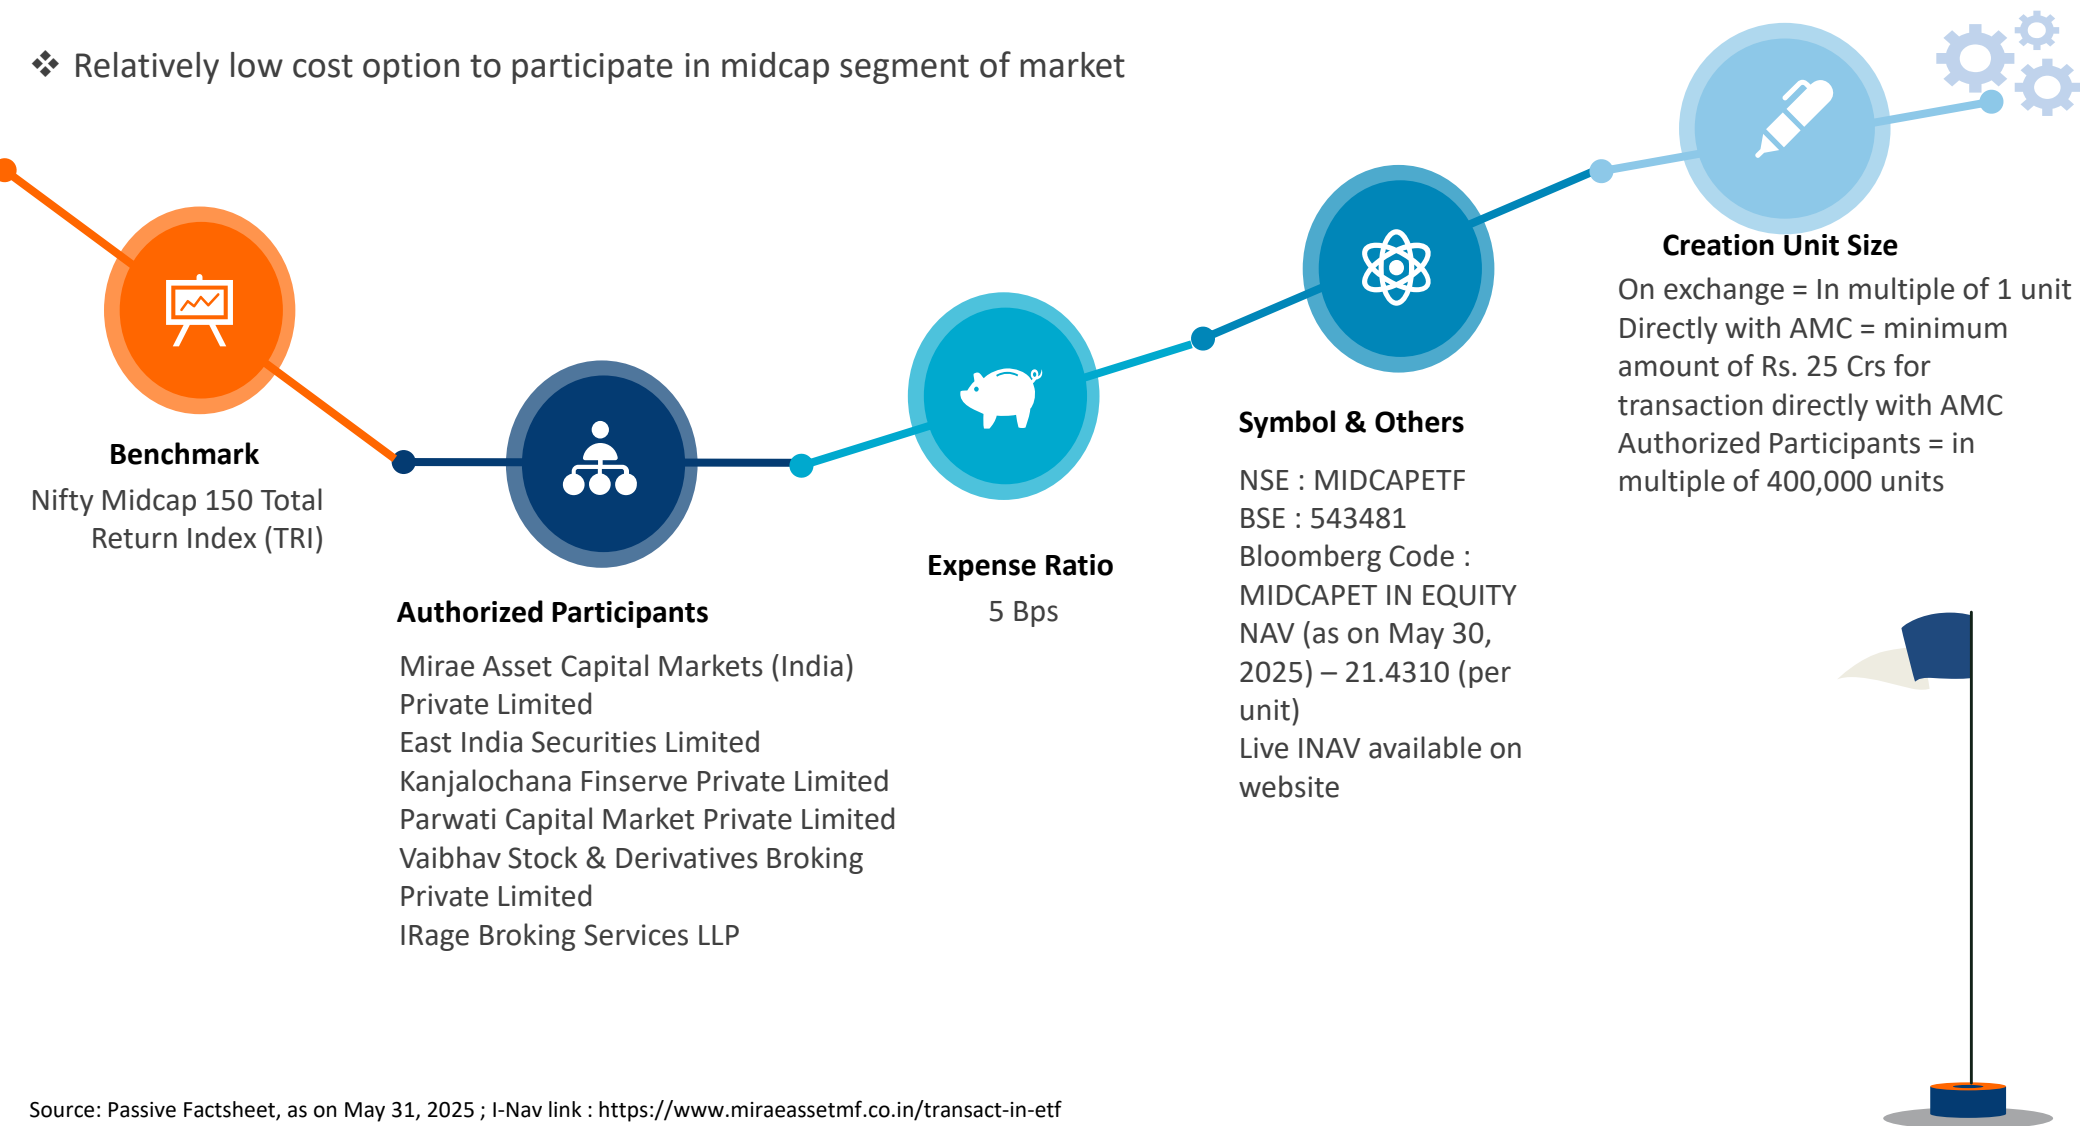 ❖ Relatively low cost option to participate in midcap segment of market
Benchmark
Nifty Midcap 150 Total
Return Index (TRI)
Authorized Participants
Mirae Asset Capital Markets (India)
Private Limited
East India Securities Limited
Kanjalochana Finserve Private Limited
Parwati Capital Market Private Limited
Vaibhav Stock & Derivatives Broking
Private Limited
IRage Broking Services LLP
Expense Ratio
5 Bps
Symbol & Others
NSE : MIDCAPETF
BSE : 543481
Bloomberg Code :
MIDCAPET IN EQUITY
NAV (as on May 30,
2025) – 21.4310 (per
unit)
Live INAV available on
website
Creation Unit Size
On exchange = In multiple of 1 unit
Directly with AMC = minimum
amount of Rs. 25 Crs for
transaction directly with AMC
Authorized Participants = in
multiple of 400,000 units
Source: Passive Factsheet, as on May 31, 2025 ; I-Nav link : https://www.miraeassetmf.co.in/transact-in-etf